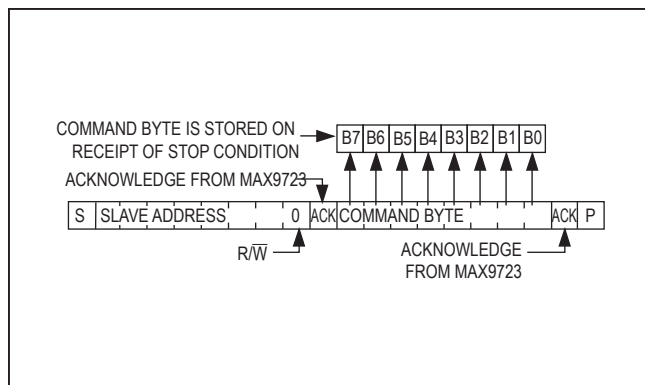 COMMAND BYTE IS STORED ON
RECEIPT OF STOP CONDITION
B7 B6 B5 B4 B3 B2 B1 B0
ACKNOWLEDGE FROM MAX9723
S SLAVE ADDRESS 0 ACK COMMAND BYTE ACK P
R/W̅
ACKNOWLEDGE
FROM MAX9723